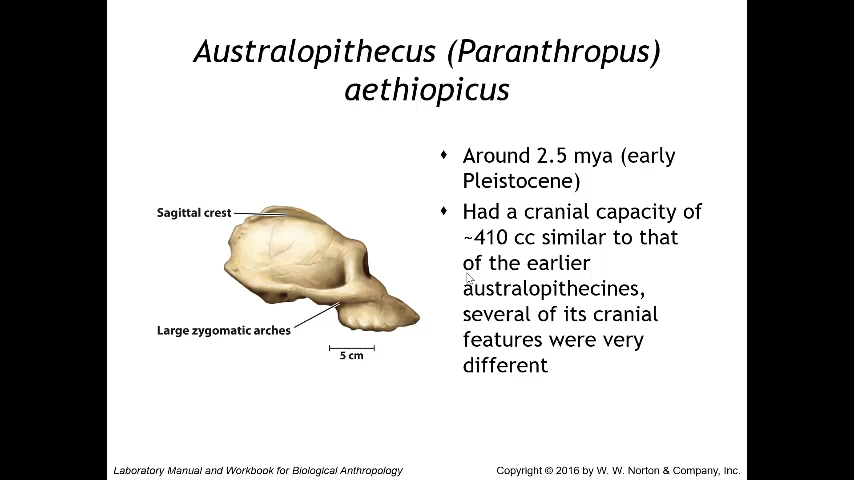 Australopithecus (Paranthropus)
aethiopicus
Around 2.5 mya (early
Pleistocene)
Had a cranial capacity of
~410 cc similar to that
of the earlier
australopithecines,
several of its cranial
features were very
different
Sagittal crest
Large zygomatic arches
5 cm
Laboratory Manual and Workbook for Biological Anthropology
Copyright © 2016 by W. W. Norton & Company, Inc.